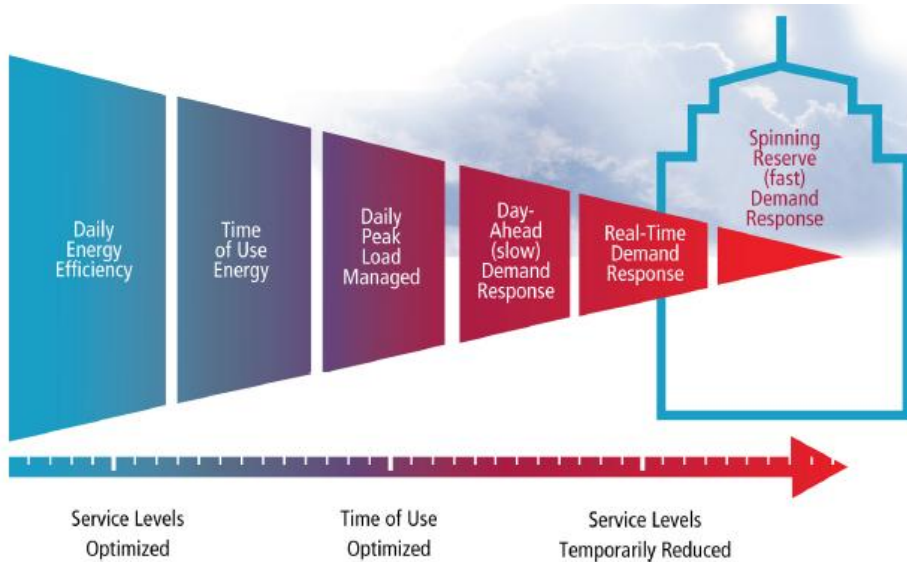 Daily
Energy
Efficiency
Time
of Use
Energy
Daily
Peak
Load
Managed
Day-
Ahead
(slow)
Demand
Response
Real-Time
Demand
Response
Spinning
Reserve
(fast)
Demand
Response
Service Levels
Optimized
Time of Use
Optimized
Service Levels
Temporarily Reduced